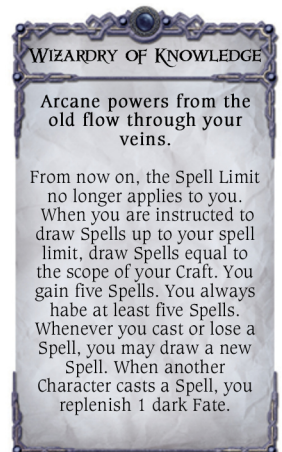 Wizardry of Knowledge
Arcane powers from the
old flow through your
veins.
From now on, the Spell Limit
no longer applies to you.
When you are instructed to
draw Spells up to your spell
limit, draw Spells equal to
the scope of your Craft. You
gain five Spells. You always
habe at least five Spells.
Whenever you cast or lose a
Spell, you may draw a new
Spell. When another
Character casts a Spell, you
replenish 1 dark Fate.